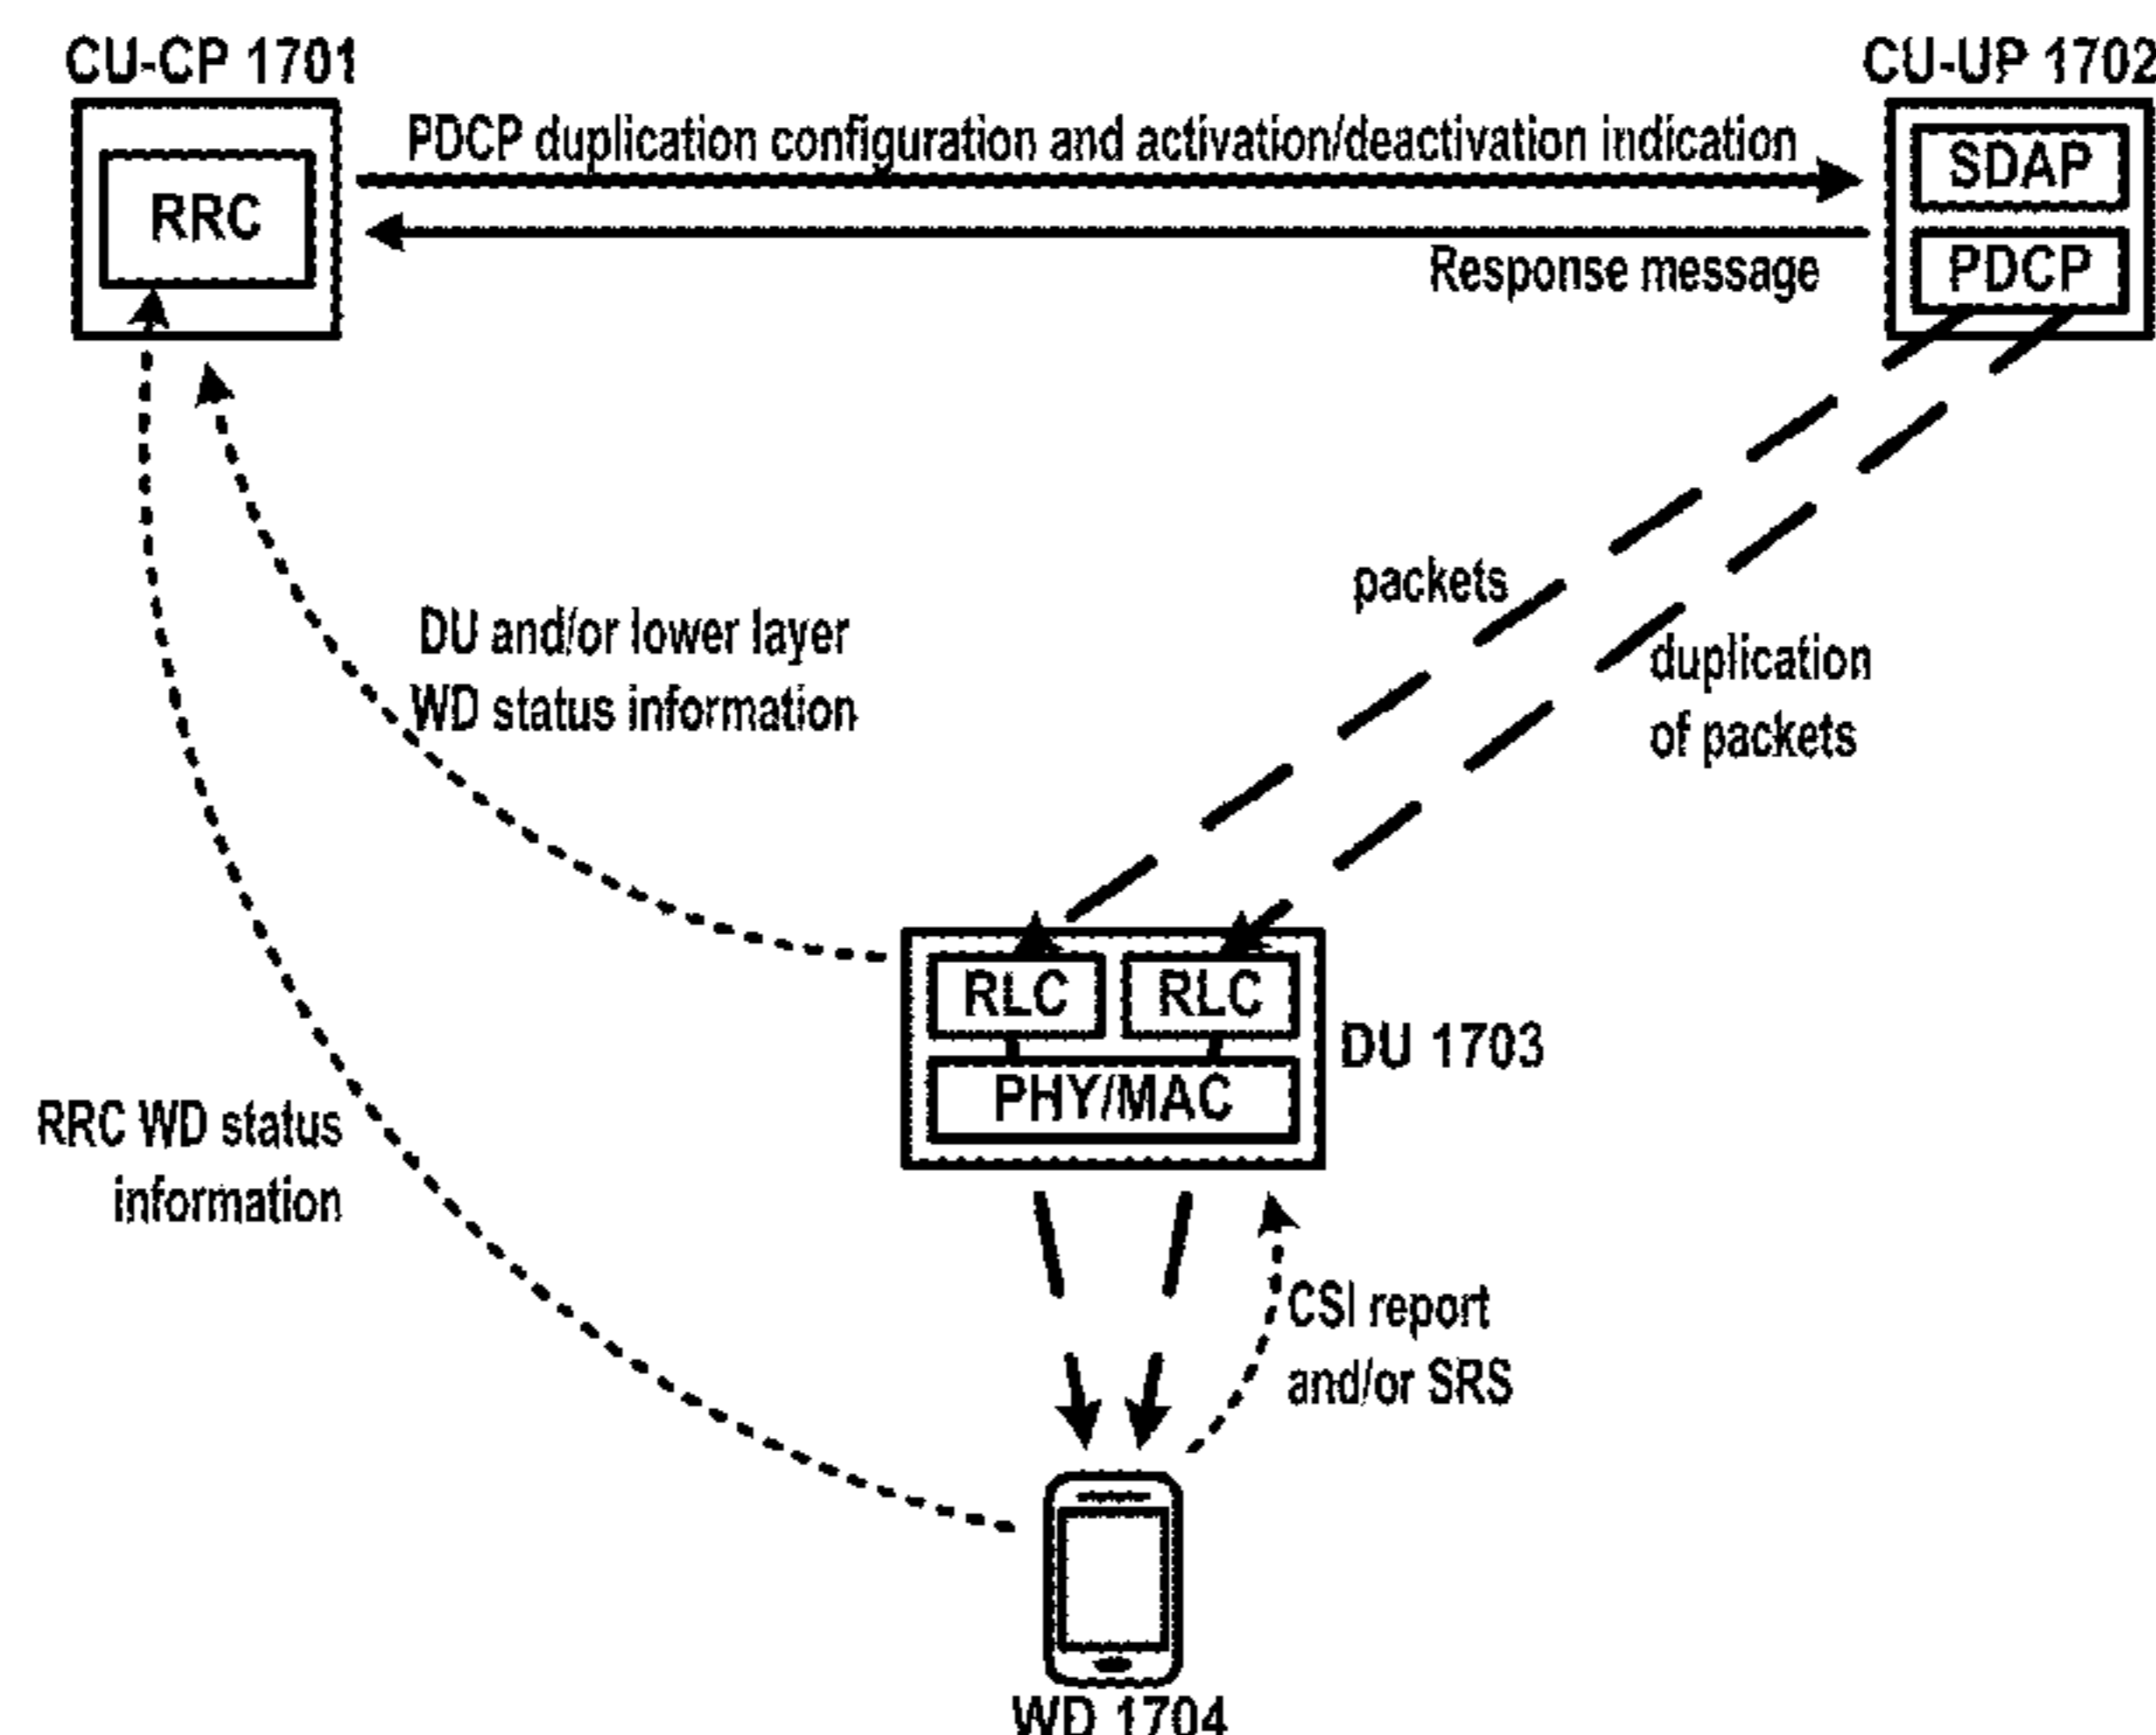 CU-CP 1701
CU-UP 1702
RRC
PDCP duplication configuration and activation/deactivation indication
Response message
SDAP
PDCP
packets
duplication
of packets
DU and/or lower layer
WD status information
RLC
RLC
PHY/MAC
DU 1703
RRC WD status
information
CSI report
and/or SRS
WD 1704